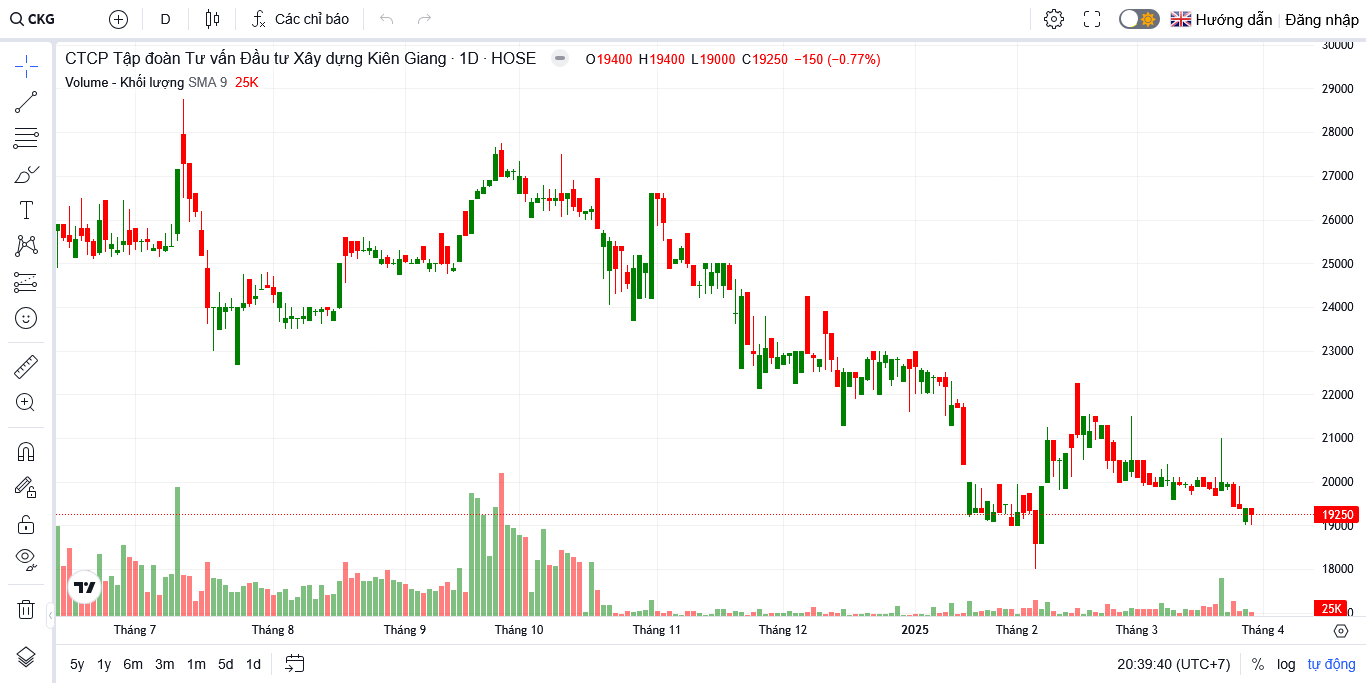 CKG
D
Các chỉ báo
Hướng dẫn
Đăng nhập
CTCP Tập đoàn Tư vấn Đầu tư Xây dựng Kiên Giang · 1D · HOSE
O19400 H19400 L19000 C19250 −150 (−0.77%)
Volume - Khối lượng SMA 9 25K
30000
29000
28000
27000
26000
25000
24000
23000
22000
21000
20000
19250
19000
18000
25K
Tháng 7
Tháng 8
Tháng 9
Tháng 10
Tháng 11
Tháng 12
2025
Tháng 2
Tháng 3
Tháng 4
5y 1y 6m 3m 1m 5d 1d
20:39:40 (UTC+7)
% log tự động